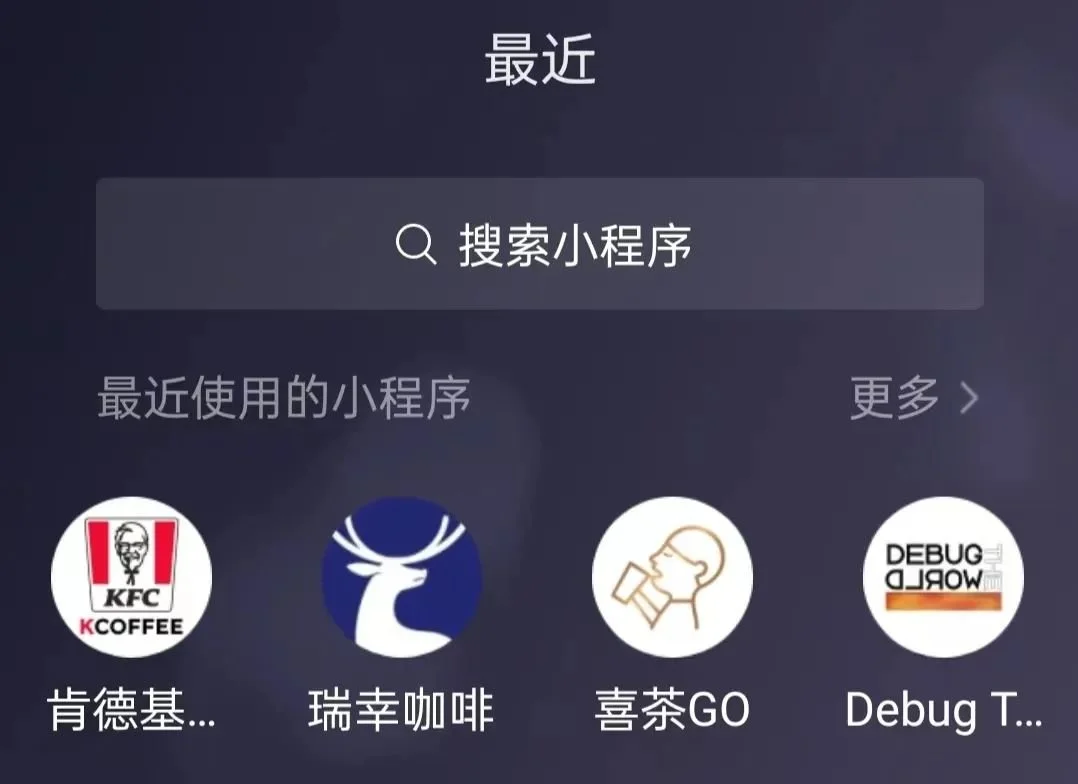 最近
搜索小程序
最近使用的小程序
更多
KFC
KCOFFEE
DEBUG
THE
WORLD
肯德基...
瑞幸咖啡
喜茶GO
Debug T...